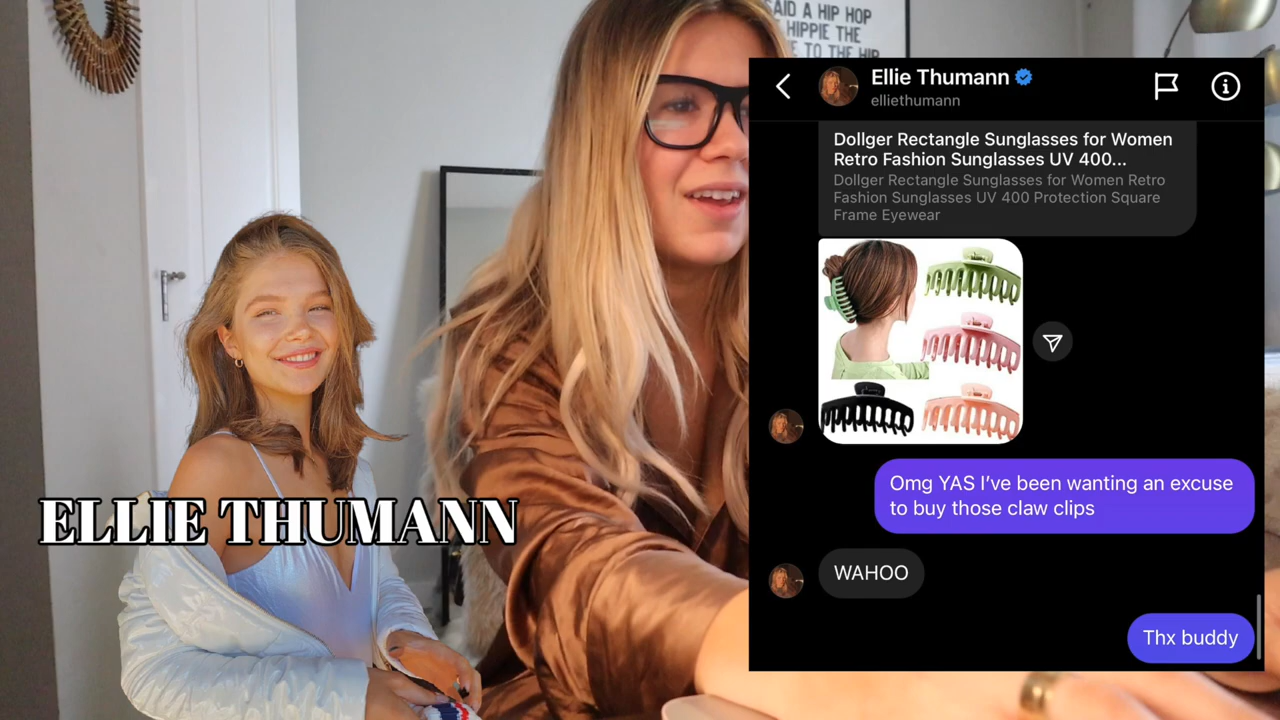 SAID A HIP HOP
HIPPIE THE
TO THE HIP
ELLIE THUMANN
Ellie Thumann
elliethumann
Dollger Rectangle Sunglasses for Women
Retro Fashion Sunglasses UV 400...
Dollger Rectangle Sunglasses for Women Retro
Fashion Sunglasses UV 400 Protection Square
Frame Eyewear
Omg YAS I’ve been wanting an excuse
to buy those claw clips
WAHOO
Thx buddy